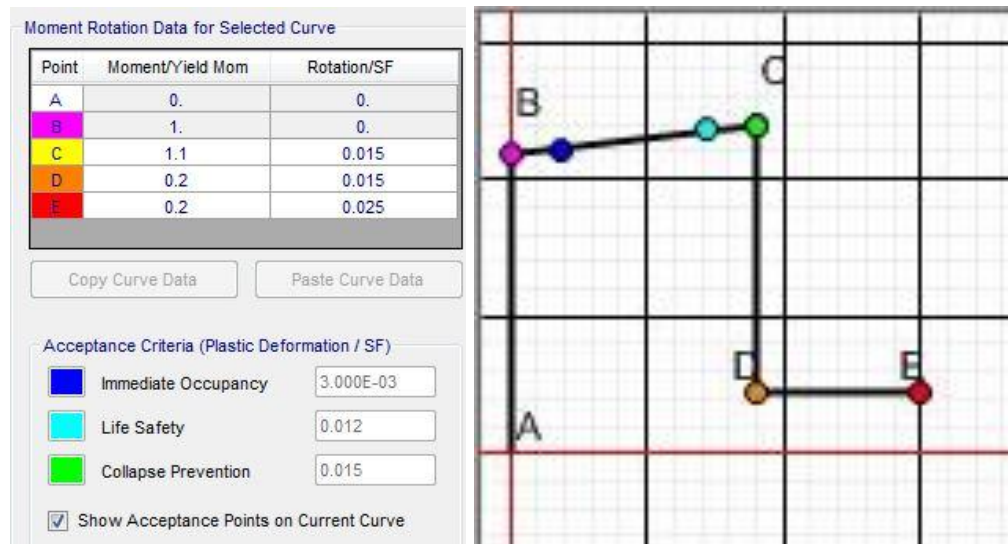 Moment Rotation Data for Selected Curve
Point Moment/Yield Mom Rotation/SF
A 0. 0.
B 1. 0.
C 1.1 0.015
D 0.2 0.015
E 0.2 0.025
Copy Curve Data Paste Curve Data
Acceptance Criteria (Plastic Deformation / SF)
Immediate Occupancy 3.000E-03
Life Safety 0.012
Collapse Prevention 0.015
Show Acceptance Points on Current Curve
C
B
D E
A